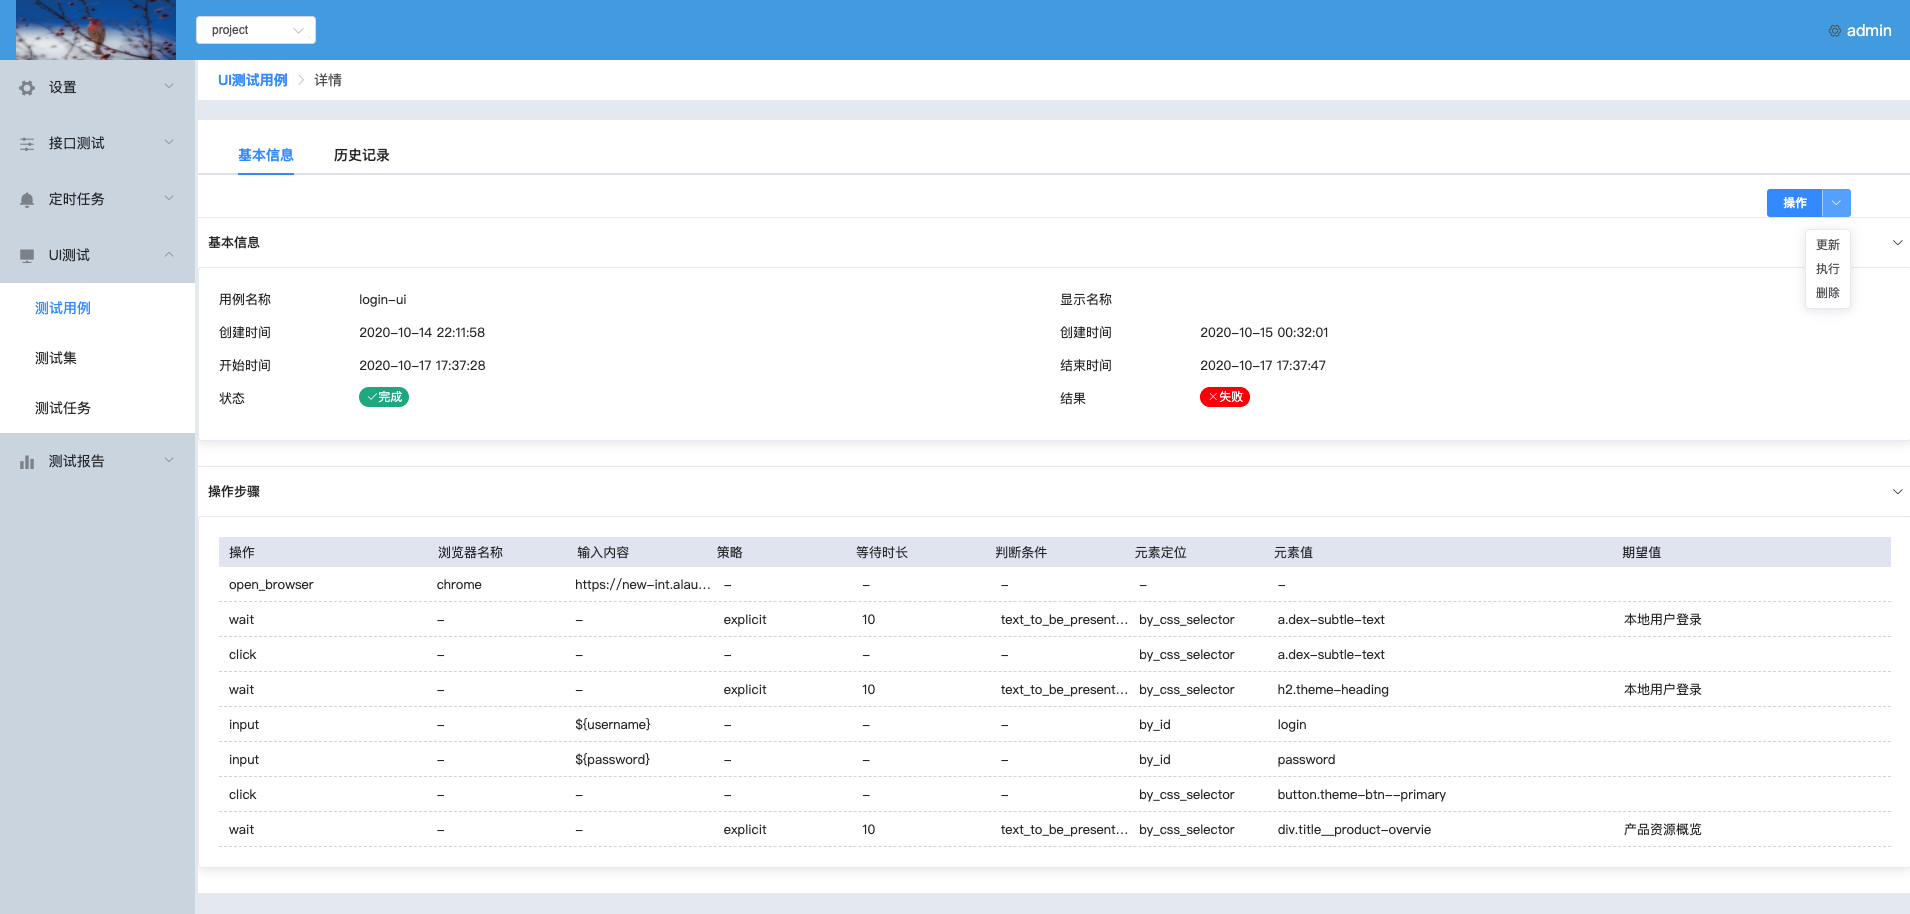 project
admin
设置
接口测试
定时任务
UI测试
测试用例
测试集
测试任务
测试报告
UI测试用例 详情
基本信息 历史记录
操作
更新
执行
删除
基本信息
用例名称 login-ui 显示名称
创建时间 2020-10-14 22:11:58 创建时间 2020-10-15 00:32:01
开始时间 2020-10-17 17:37:28 结束时间 2020-10-17 17:37:47
状态 完成 结果 失败
操作步骤
操作 浏览器名称 输入内容 策略 等待时长 判断条件 元素定位 元素值 期望值
open_browser chrome https://new-int.alau... - - - - -
wait - - explicit 10 text_to_be_present... by_css_selector a.dex-subtle-text 本地用户登录
click - - - - - by_css_selector a.dex-subtle-text
wait - - explicit 10 text_to_be_present... by_css_selector h2.theme-heading 本地用户登录
input - ${username} - - - by_id login
input - ${password} - - - by_id password
click - - - - - by_css_selector button.theme-btn--primary
wait - - explicit 10 text_to_be_present... by_css_selector div.title__product-overvie 产品资源概览